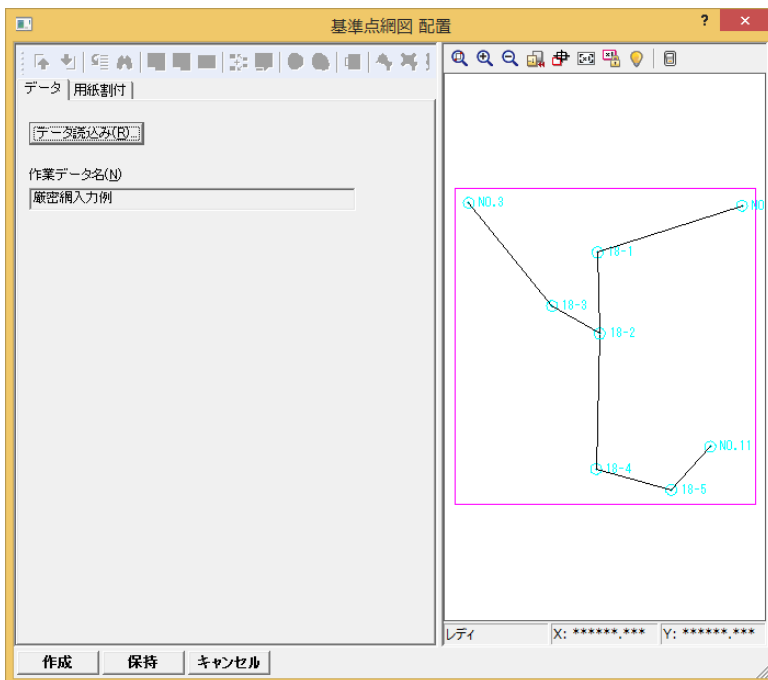 基準点網図 配置
?
データ 用紙割付
データ読込み(R)...
作業データ名(N)
厳密網入力例
NO.3
NO
18-1
18-3
18-2
NO.11
18-4
18-5
レディ X: ******.*** Y: ******.***
作成 保持 キャンセル